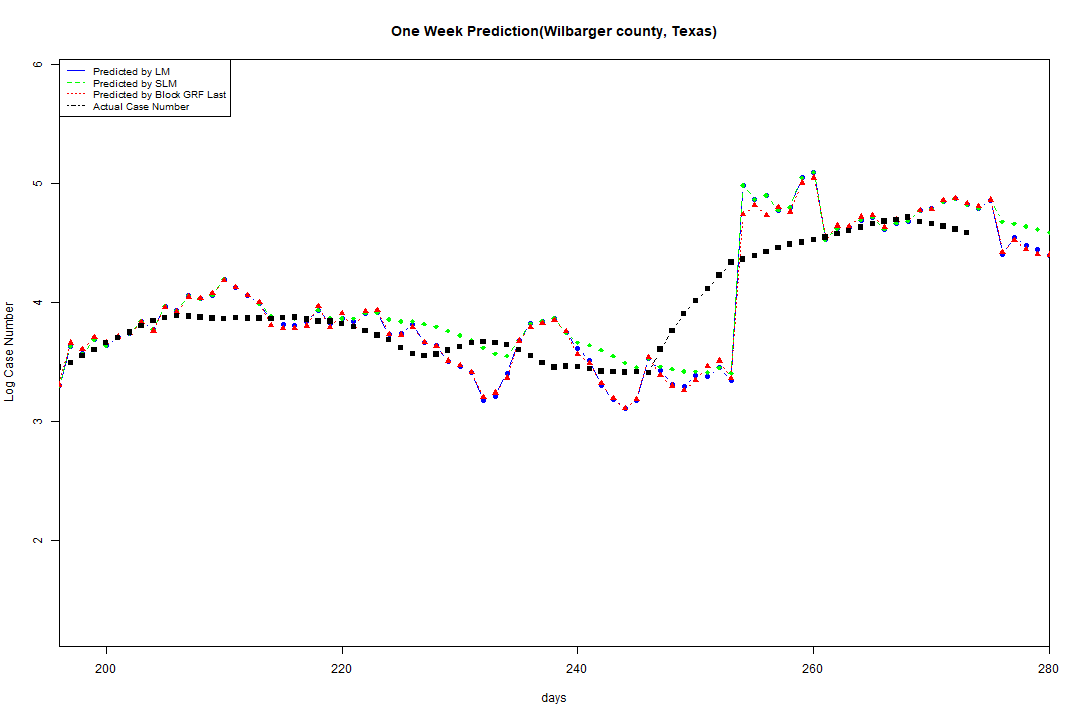 One Week Prediction(Wilbarger county, Texas)
Predicted by LM
Predicted by SLM
Predicted by Block GRF Last
Actual Case Number
6
5
4
3
2
Log Case Number
200
220
240
260
280
days